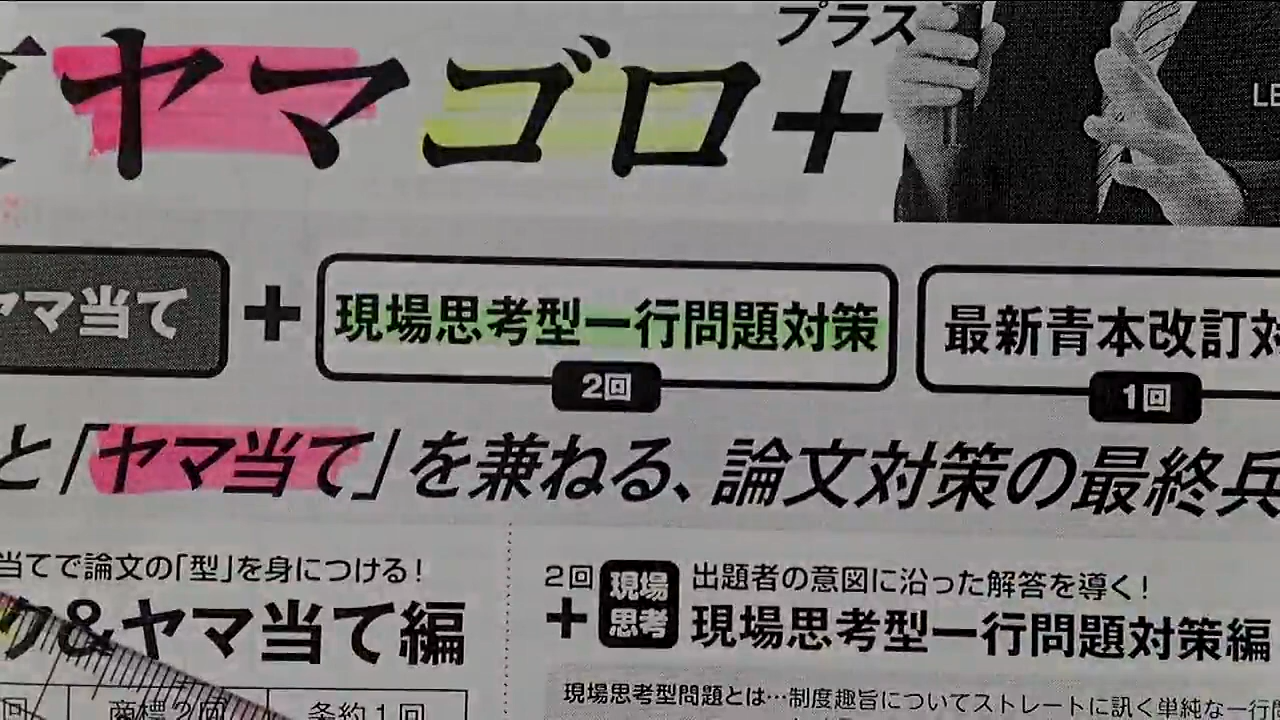 プラス
ヤマゴロ+
LE
ヤマ当て + 現場思考型一行問題対策 最新青本改訂対
2回 1回
と「ヤマ当て」を兼ねる、論文対策の最終兵
当てで論文の「型」を身につける!
&ヤマ当て編
2回 + 現場思考 出題者の意図に沿った解答を導く!
現場思考型一行問題対策編
現場思考型問題とは…制度趣旨についてストレートに訊く単純な一行問
回 商標2回 条約1回